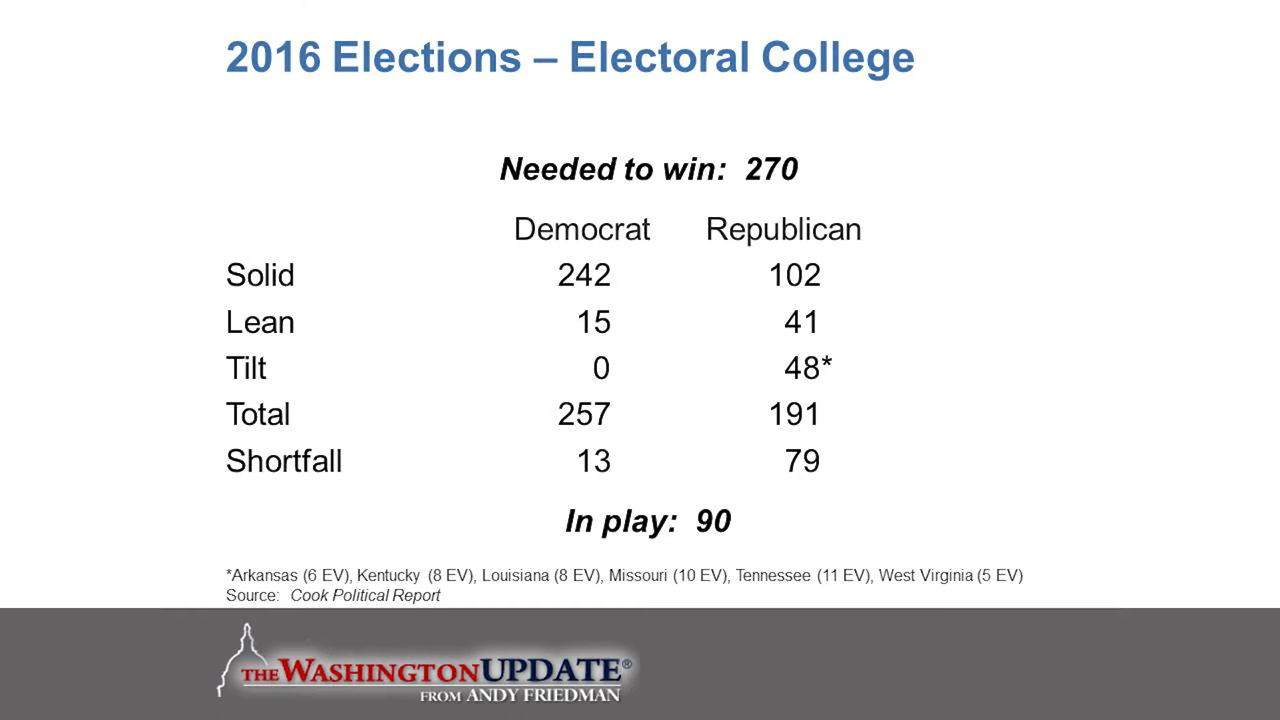 2016 Elections – Electoral College
Needed to win: 270
Democrat Republican
Solid 242 102
Lean 15 41
Tilt 0 48*
Total 257 191
Shortfall 13 79
In play: 90
*Arkansas (6 EV), Kentucky (8 EV), Louisiana (8 EV), Missouri (10 EV), Tennessee (11 EV), West Virginia (5 EV)
Source: Cook Political Report
THE WASHINGTON UPDATE®
FROM ANDY FRIEDMAN